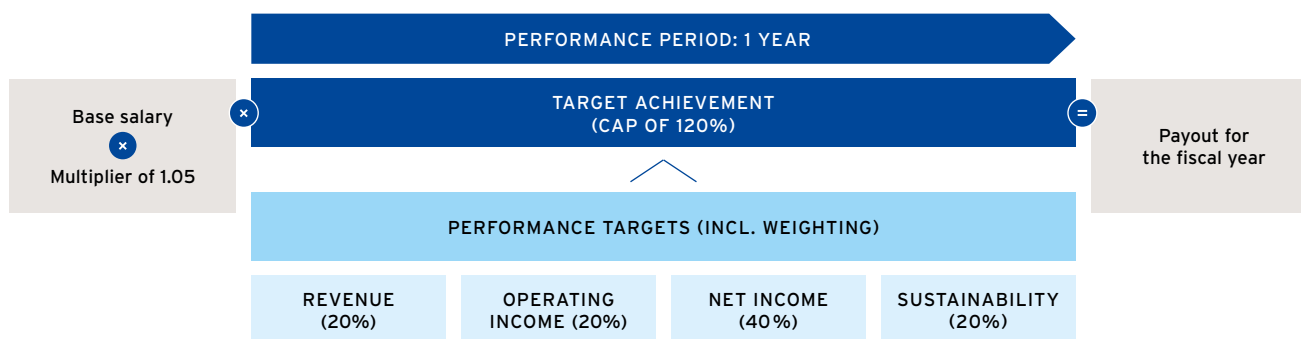 PERFORMANCE PERIOD: 1 YEAR
Base salary
×
Multiplier of 1.05
×
TARGET ACHIEVEMENT
(CAP OF 120%)
=
Payout for
the fiscal year
PERFORMANCE TARGETS (INCL. WEIGHTING)
REVENUE
(20%)
OPERATING
INCOME (20%)
NET INCOME
(40%)
SUSTAINABILITY
(20%)